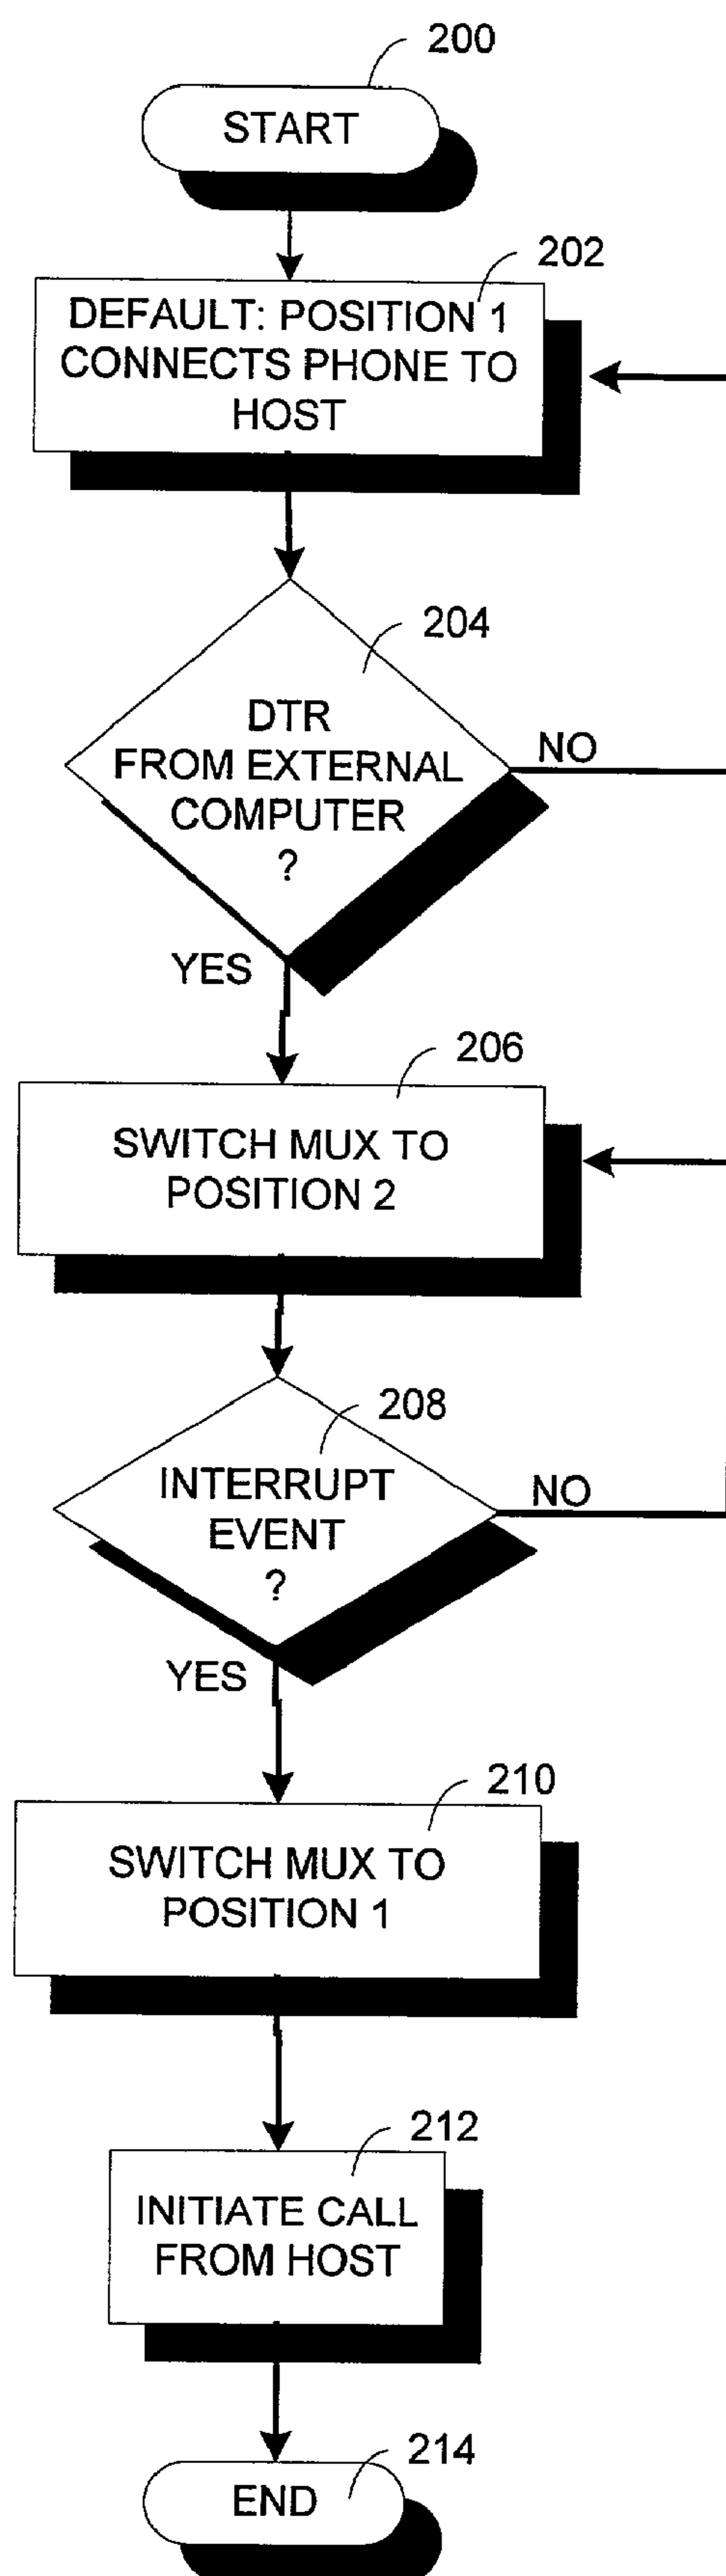 200
START
202
DEFAULT: POSITION 1
CONNECTS PHONE TO
HOST
204
DTR
FROM EXTERNAL
COMPUTER
?
NO
YES
206
SWITCH MUX TO
POSITION 2
208
INTERRUPT
EVENT
?
NO
YES
210
SWITCH MUX TO
POSITION 1
212
INITIATE CALL
FROM HOST
214
END